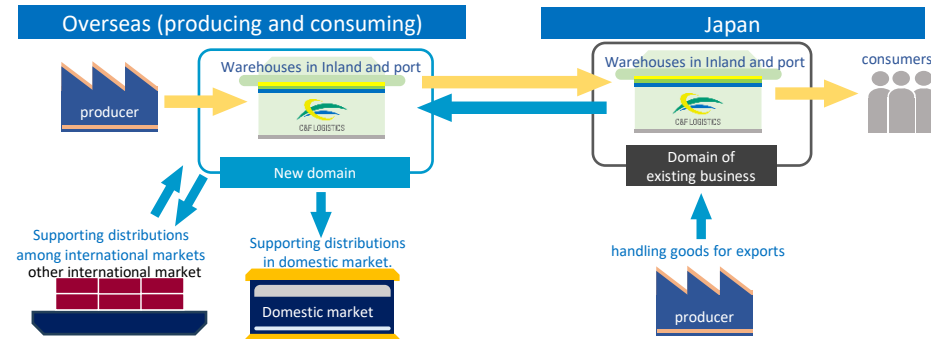 Overseas (producing and consuming)
Japan
Warehouses in Inland and port
Warehouses in Inland and port
consumers
producer
C&F LOGISTICS
C&F LOGISTICS
New domain
Domain of
existing business
Supporting distributions
among international markets
other international market
Supporting distributions
in domestic market.
handling goods for exports
Domestic market
producer